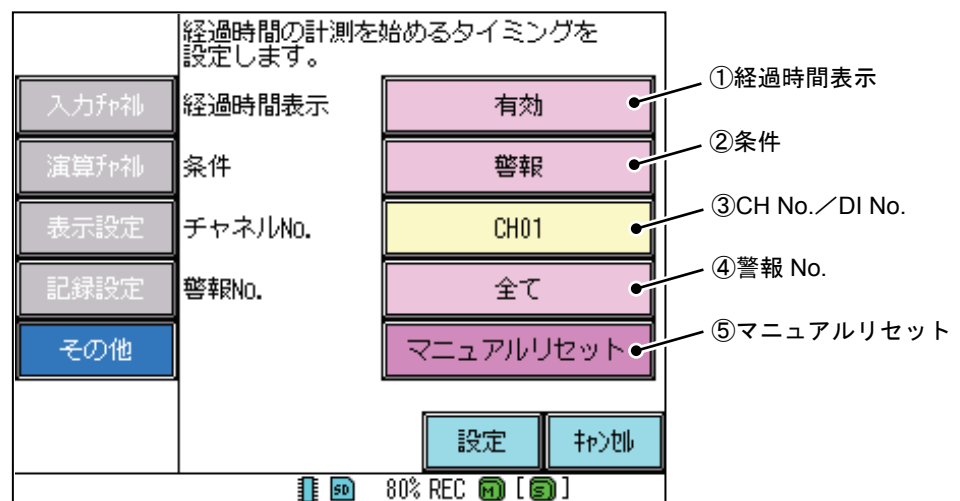 経過時間の計測を始めるタイミングを
設定します。
入力ﾁｬﾈﾙ
経過時間表示
有効
①経過時間表示
演算ﾁｬﾈﾙ
条件
警報
②条件
表示設定
チャネルNo.
CH01
③CH No.／DI No.
記録設定
警報No.
全て
④警報 No.
その他
マニュアルリセット
⑤マニュアルリセット
設定
ｷｬﾝｾﾙ
SD 80% REC M [S]